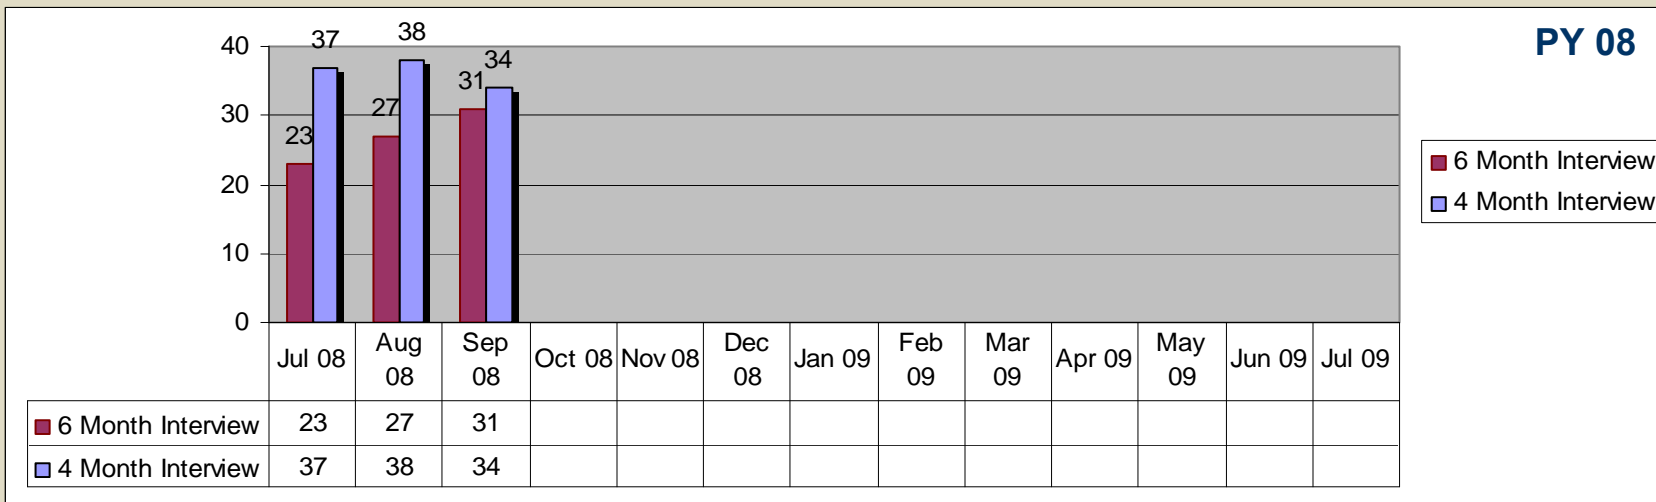 PY 08
37
38
34
31
27
23
40
30
20
10
0
6 Month Interview
4 Month Interview
Jul 08 Aug 08 Sep 08 Oct 08 Nov 08 Dec 08 Jan 09 Feb 09 Mar 09 Apr 09 May 09 Jun 09 Jul 09
6 Month Interview 23 27 31
4 Month Interview 37 38 34